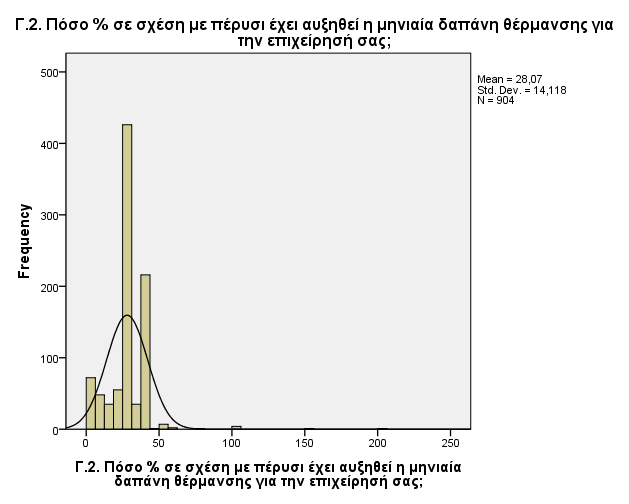 Γ.2. Πόσο % σε σχέση με πέρυσι έχει αυξηθεί η μηνιαία δαπάνη θέρμανσης για
την επιχείρησή σας;
Mean = 28,07
Std. Dev. = 14,118
N = 904
Frequency
500
400
300
200
100
0
0 50 100 150 200 250
Γ.2. Πόσο % σε σχέση με πέρυσι έχει αυξηθεί η μηνιαία
δαπάνη θέρμανσης για την επιχείρησή σας;